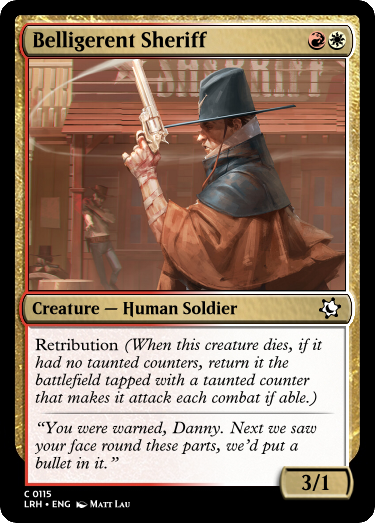 Belligerent Sheriff
SHERIFF
Creature — Human Soldier
Retribution (When this creature dies, if it
had no taunted counters, return it the
battlefield tapped with a taunted counter
that makes it attack each combat if able.)
“You were warned, Danny. Next we saw
your face round these parts, we’d put a
bullet in it.”
3/1
C 0115
LRH • ENG Matt Lau